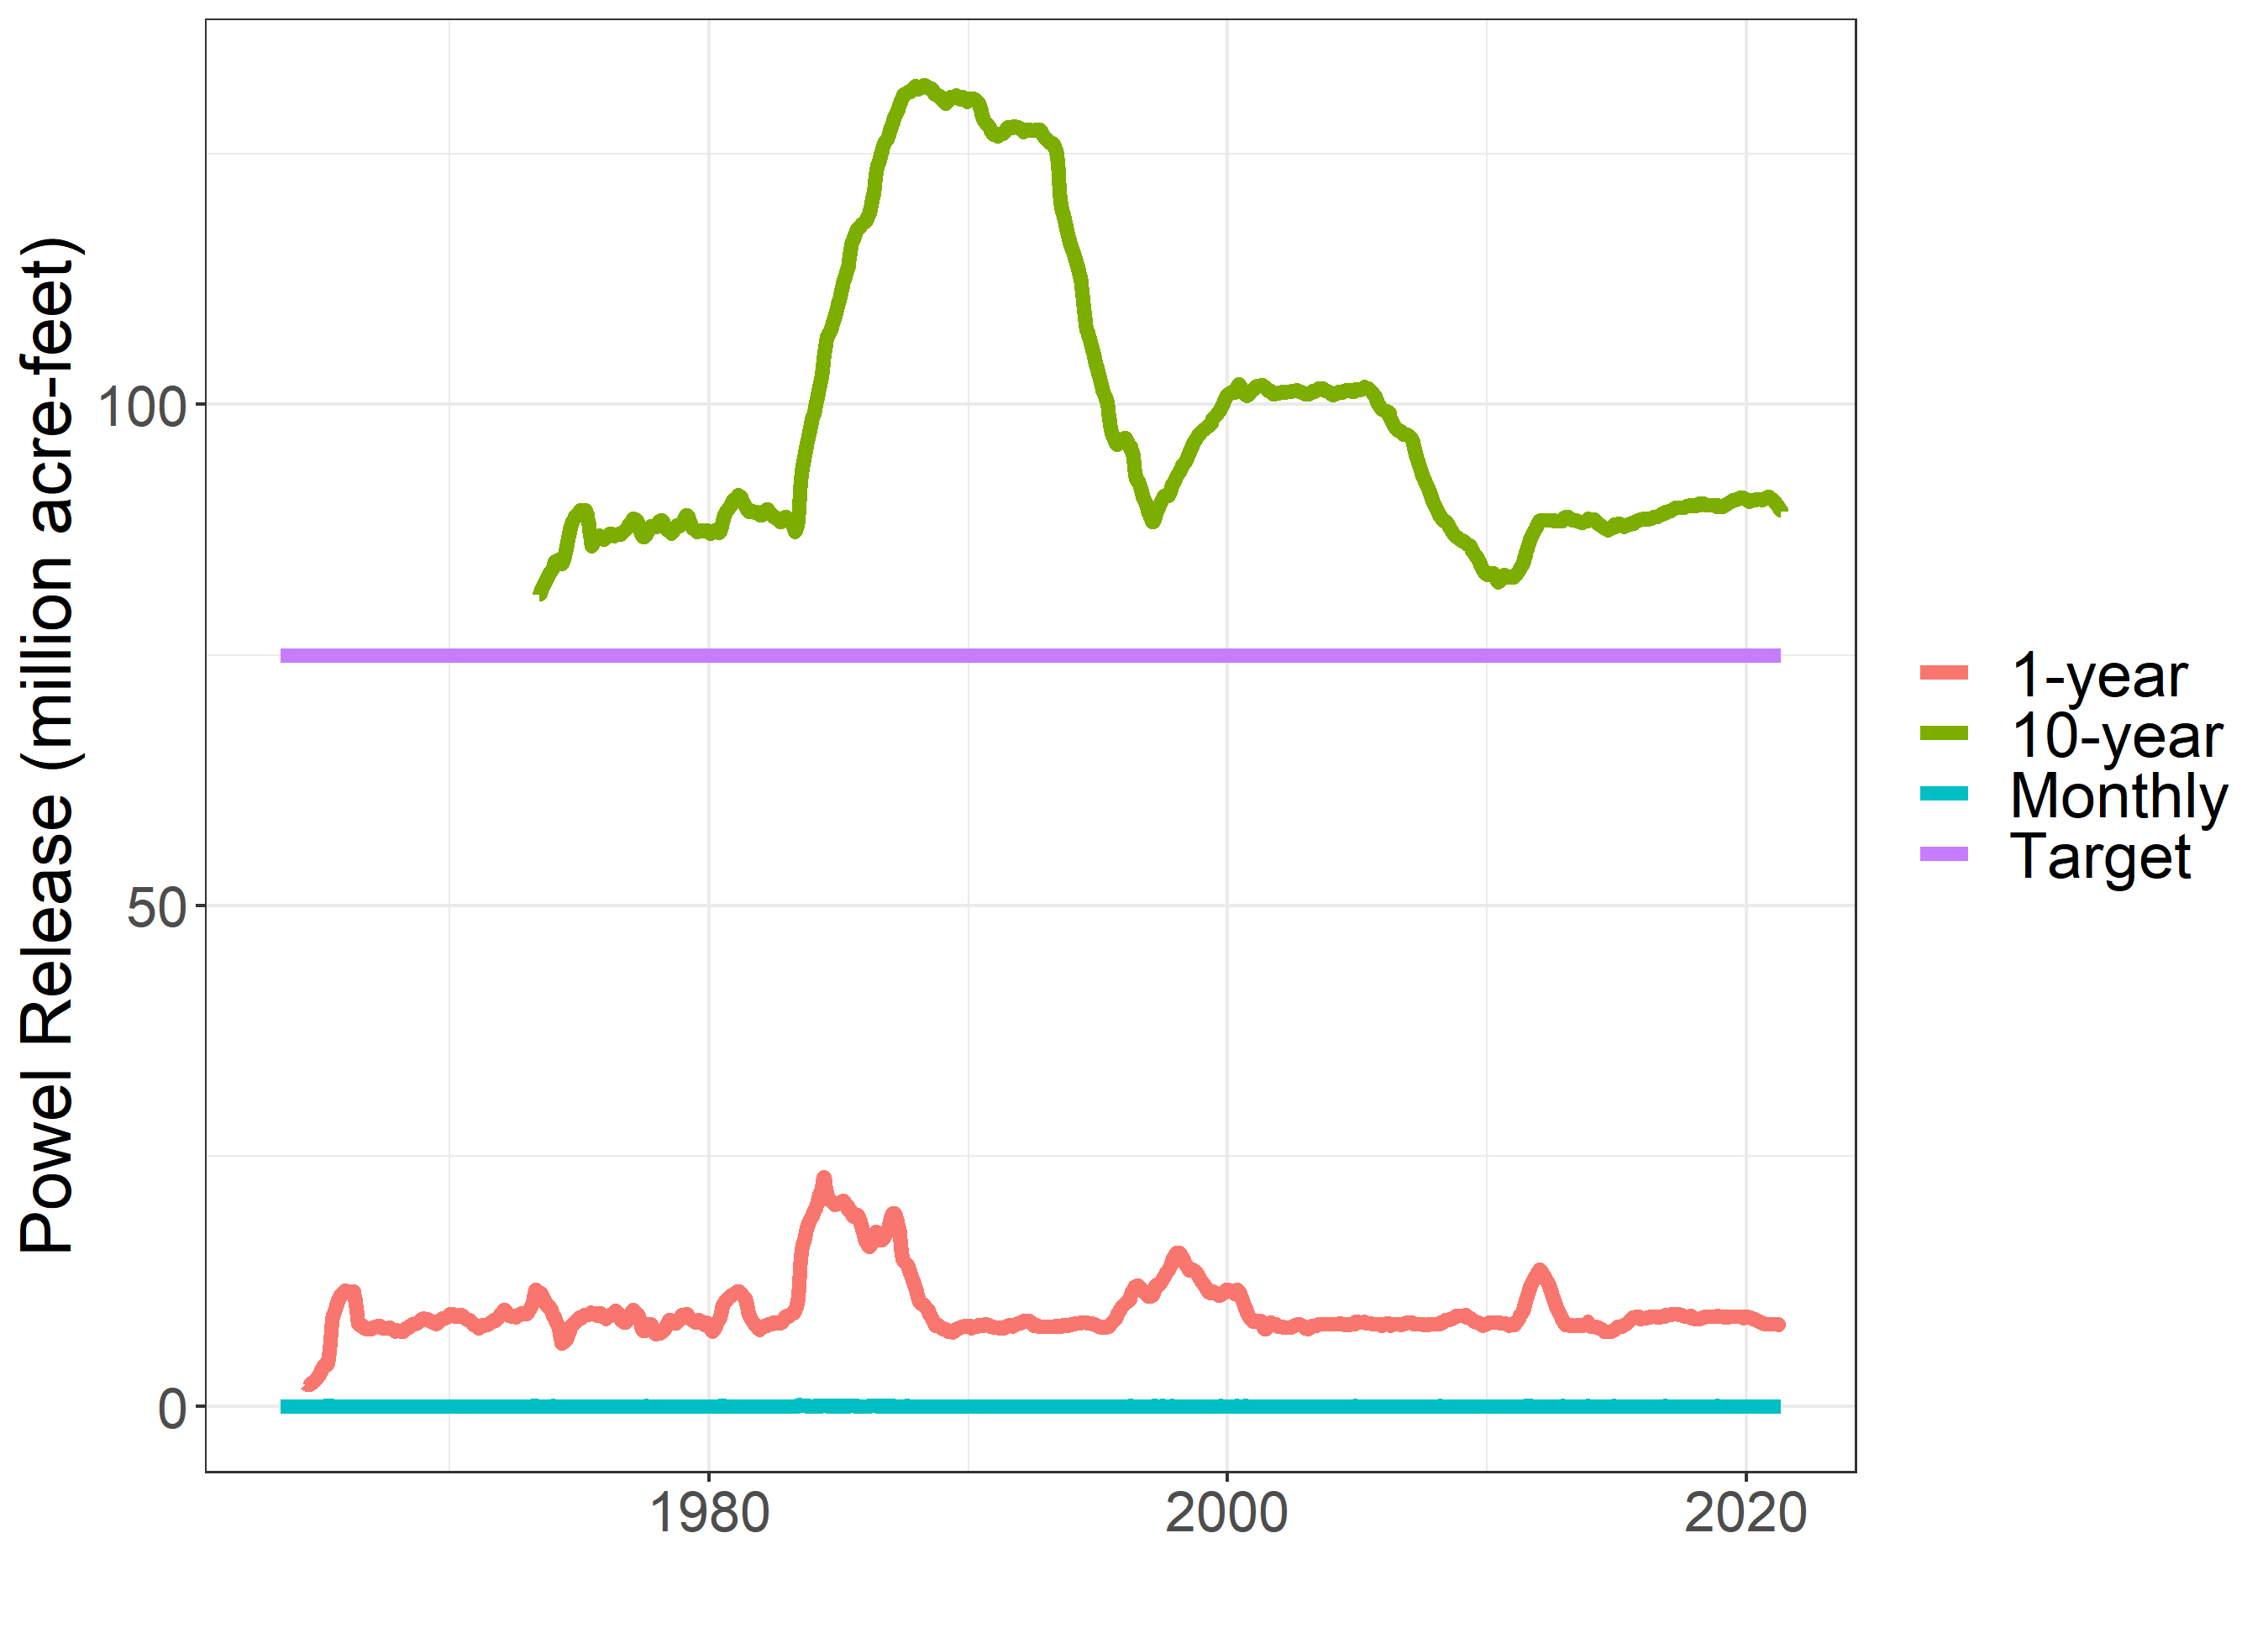 Powel Release (million acre-feet)
100
50
0
1980
2000
2020
1-year
10-year
Monthly
Target